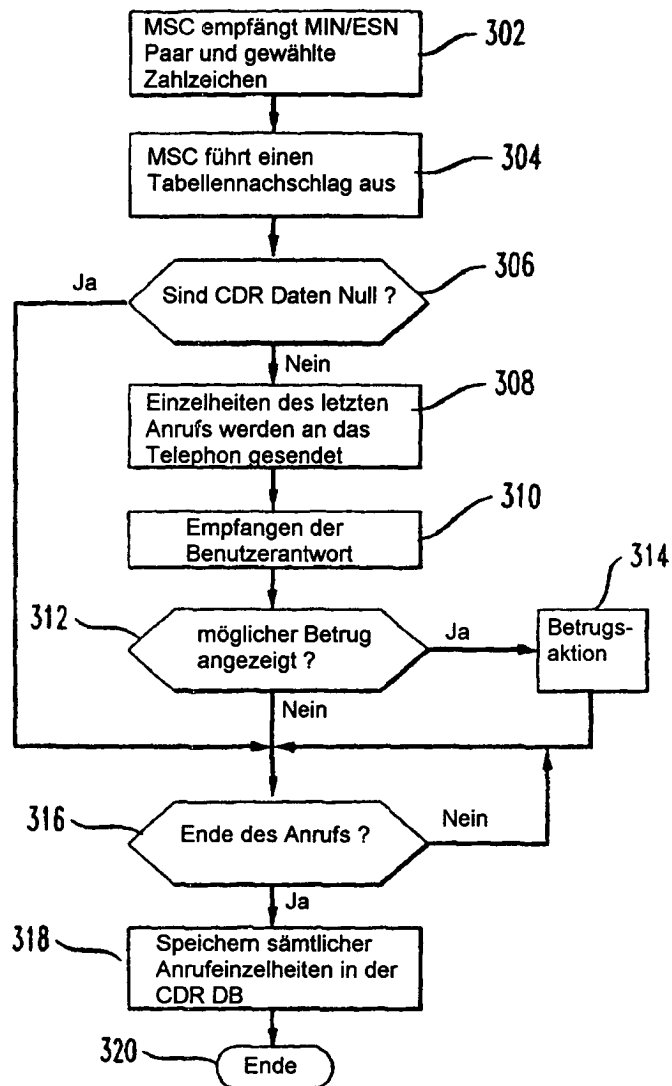 MSC empfängt MIN/ESN
Paar und gewählte
Zahlzeichen
302
MSC führt einen
Tabellennachschlag aus
304
306
Ja
Sind CDR Daten Null ?
Nein
308
Einzelheiten des letzten
Anrufs werden an das
Telephon gesendet
310
Empfangen der
Benutzerantwort
314
312
möglicher Betrug
angezeigt ?
Ja
Betrugs-
aktion
Nein
316
Ende des Anrufs ?
Nein
Ja
318
Speichern sämtlicher
Anrufeinzelheiten in der
CDR DB
320
Ende